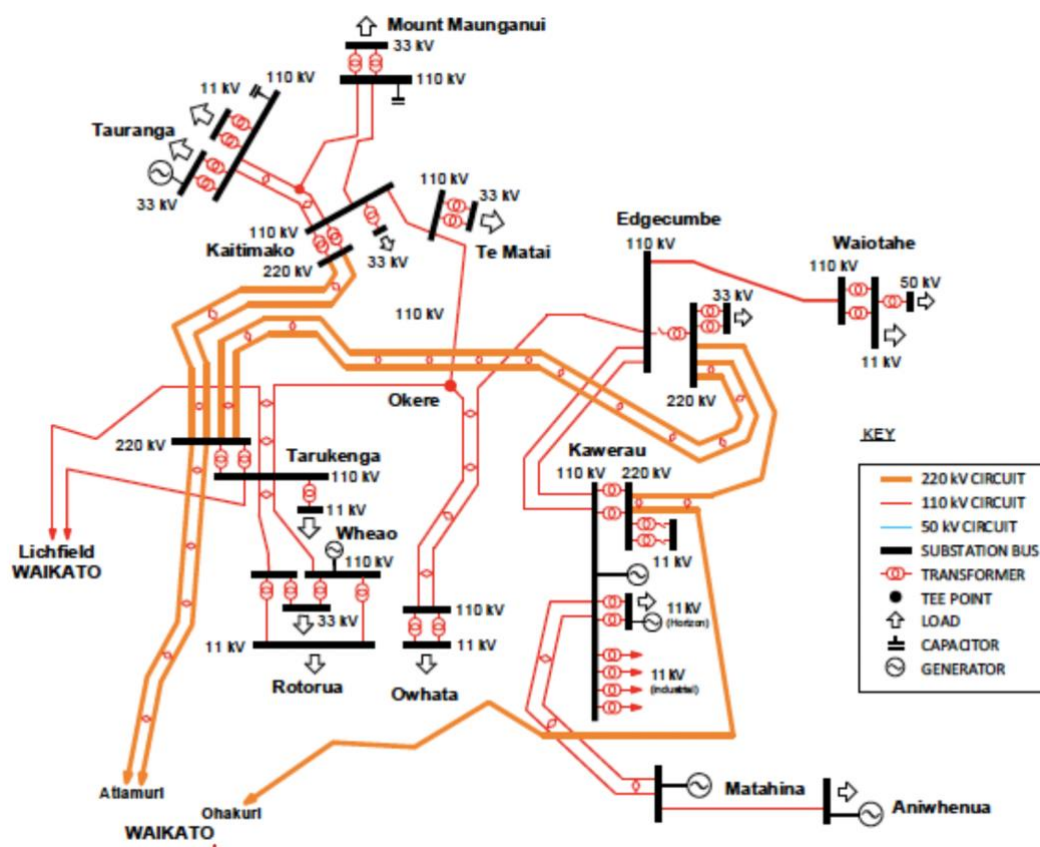 Mount Maunganui
33 kV
110 kV
11 kV
110 kV
Tauranga
33 kV
110 kV
Kaitimako
220 kV
33 kV
110 kV
33 kV
Te Matai
110 kV
Edgecumbe
110 kV
Waiotahe
110 kV
50 kV
11 kV
33 kV
220 kV
Okere
220 kV
Tarukenga
110 kV
11 kV
Wheao
110 kV
33 kV
11 kV
Rotorua
Lichfield
WAIKATO
110 kV
11 kV
Owhata
Kawerau
110 kV
220 kV
11 kV
11 kV
(Horizon)
11 kV
(Industrial)
Matahina
Aniwhenua
Atiamuri
Ohakuri
WAIKATO
KEY
220 kV CIRCUIT
110 kV CIRCUIT
50 kV CIRCUIT
SUBSTATION BUS
TRANSFORMER
TEE POINT
LOAD
CAPACITOR
GENERATOR